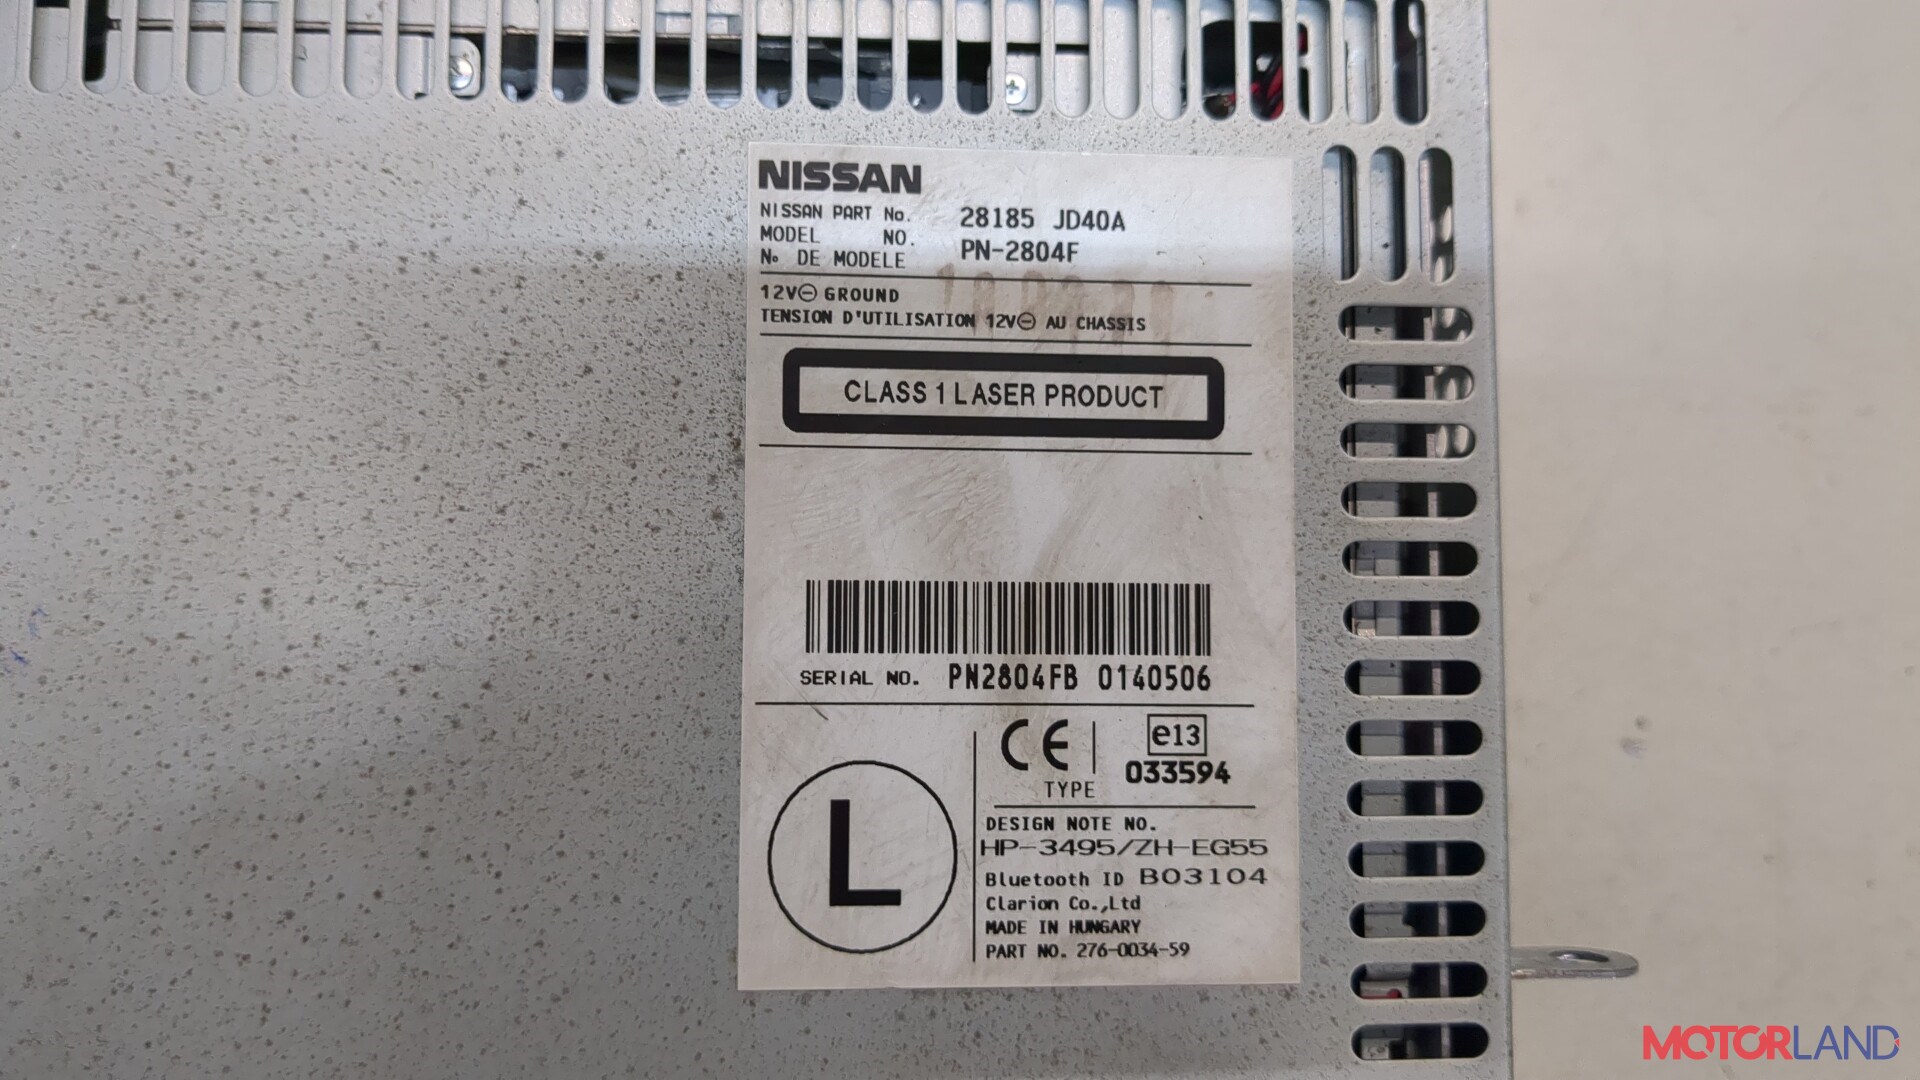 NISSAN
NISSAN PART No. 28185 JD40A
MODEL NO. PN-2804F
No DE MODELE
12V⊖ GROUND
TENSION D'UTILISATION 12V⊖ AU CHASSIS
CLASS 1 LASER PRODUCT
SERIAL NO. PN2804FB 0140506
CE e13
TYPE 033594
L
DESIGN NOTE NO.
HP-3495/ZH-EG55
Bluetooth ID B03104
Clarion Co.,Ltd
MADE IN HUNGARY
PART NO. 276-0034-59
MOTORLAND